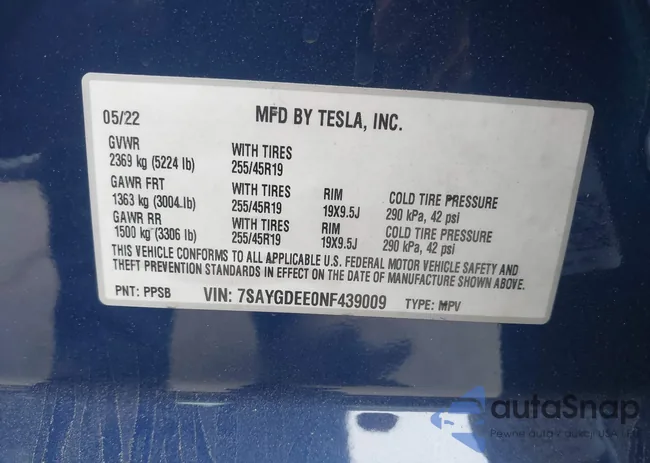 05/22 MFD BY TESLA, INC.
GVWR
2369 kg (5224 lb) WITH TIRES 255/45R19
GAWR FRT
1363 kg (3004 lb) WITH TIRES 255/45R19 RIM 19X9.5J COLD TIRE PRESSURE 290 kPa, 42 psi
GAWR RR
1500 kg (3306 lb) WITH TIRES 255/45R19 RIM 19X9.5J COLD TIRE PRESSURE 290 kPa, 42 psi
THIS VEHICLE CONFORMS TO ALL APPLICABLE U.S. FEDERAL MOTOR VEHICLE SAFETY AND
THEFT PREVENTION STANDARDS IN EFFECT ON THE DATE OF MANUFACTURE SHOWN ABOVE.
PNT: PPSB VIN: 7SAYGDEE0NF439009 TYPE: MPV
autoSnap
Pewne auta z aukcji USA